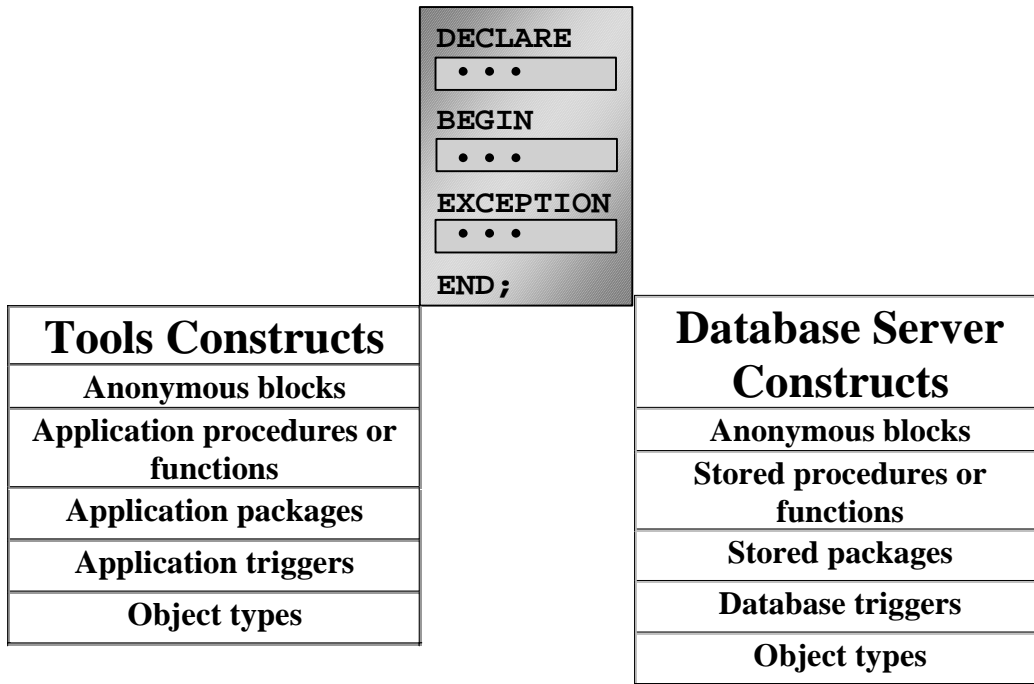 DECLARE
• • •
BEGIN
• • •
EXCEPTION
• • •
END;
Tools Constructs
Anonymous blocks
Application procedures or
functions
Application packages
Application triggers
Object types
Database Server
Constructs
Anonymous blocks
Stored procedures or
functions
Stored packages
Database triggers
Object types